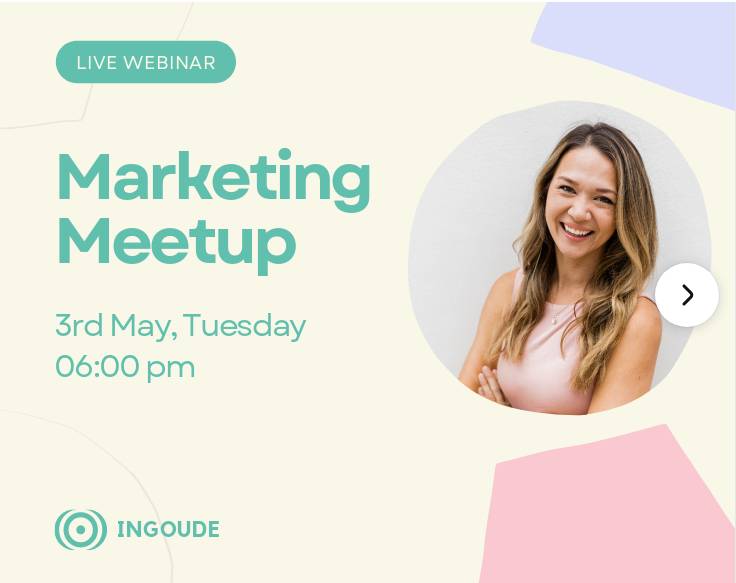 LIVE WEBINAR
Marketing
Meetup
3rd May, Tuesday
06:00 pm
INGOUDE